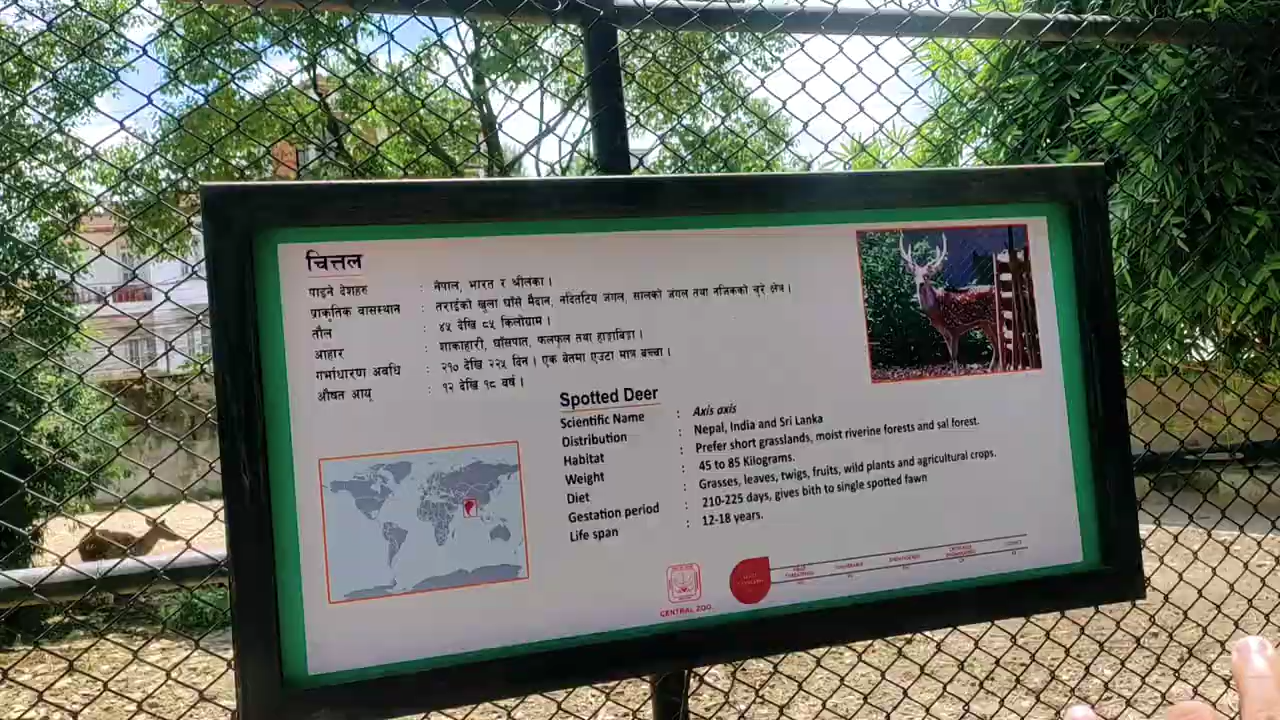 चित्तल
पाइने देशहरु : नेपाल, भारत र श्रीलंका ।
प्राकृतिक वासस्थान : तराईको खुला घाँसे मैदान, नदितटिय जंगल, सालको जंगल तथा नजिकको चुरे क्षेत्र ।
तौल : ४५ देखि ८५ किलोग्राम ।
आहार : शाकाहारी, घाँसपात, फलफूल तथा हाङ्गाबिङ्गा ।
गर्भाधारण अवधि : २१० देखि २२५ दिन । एक बेतमा एउटा मात्र बच्चा ।
औषत आयु : १२ देखि १८ वर्ष ।
Spotted Deer
Scientific Name : Axis axis
Distribution : Nepal, India and Sri Lanka
Habitat : Prefer short grasslands, moist riverine forests and sal forest.
Weight : 45 to 85 Kilograms.
Diet : Grasses, leaves, twigs, fruits, wild plants and agricultural crops.
Gestation period : 210-225 days, gives bith to single spotted fawn
Life span : 12-18 years.
CENTRAL ZOO